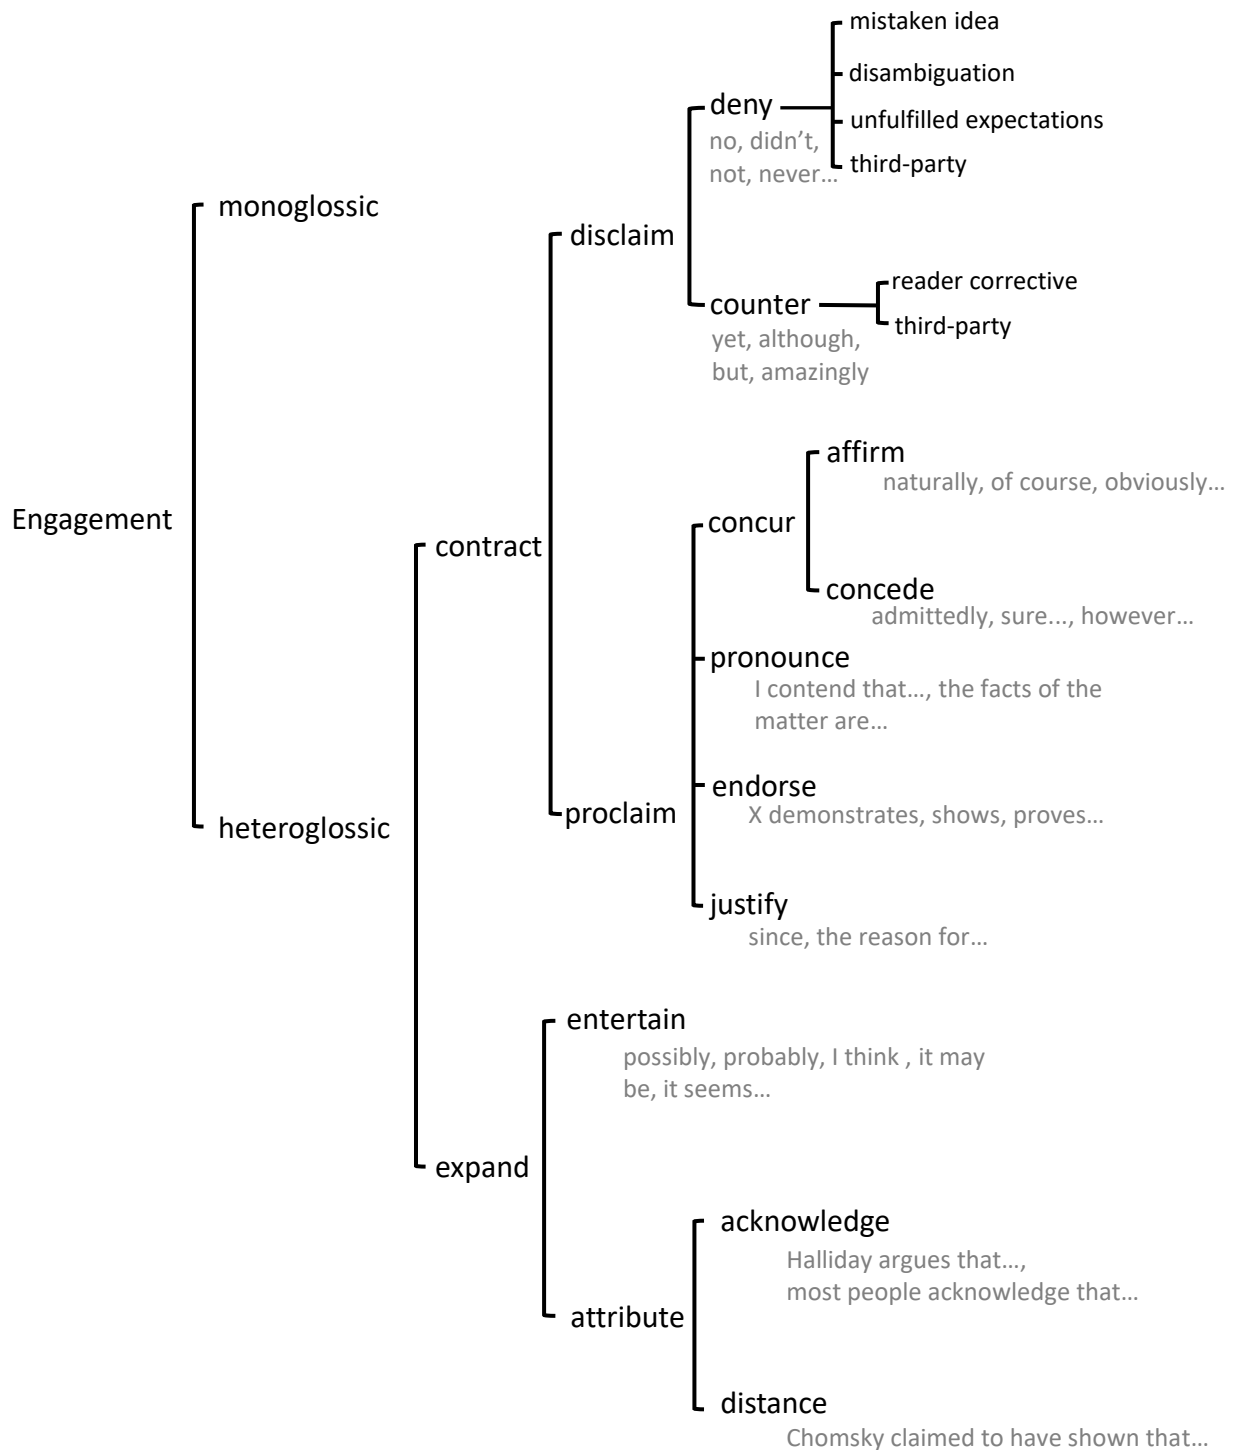 mistaken idea
disambiguation
deny
unfulfilled expectations
no, didn’t,
not, never…
third-party
monoglossic
disclaim
reader corrective
counter
third-party
yet, although,
but, amazingly
affirm
naturally, of course, obviously…
Engagement
concur
contract
concede
admittedly, sure..., however…
pronounce
I contend that…, the facts of the
matter are…
endorse
X demonstrates, shows, proves…
proclaim
heteroglossic
justify
since, the reason for…
entertain
possibly, probably, I think , it may
be, it seems…
expand
acknowledge
Halliday argues that…,
most people acknowledge that…
attribute
distance
Chomsky claimed to have shown that…